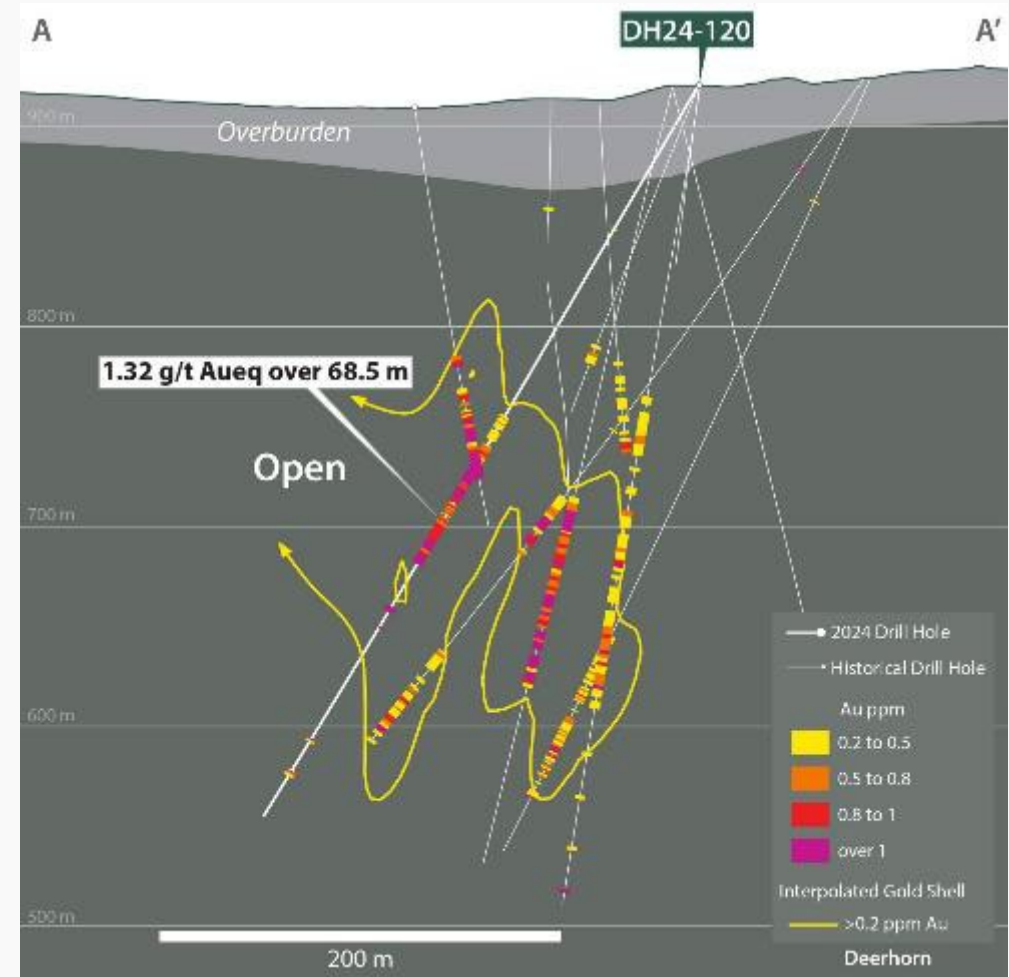 A
DH24-120
A'
900 m
Overburden
800 m
1.32 g/t Aueq over 68.5 m
Open
700 m
600 m
500 m
200 m
2024 Drill Hole
Historical Drill Hole
Au ppm
0.2 to 0.5
0.5 to 0.8
0.8 to 1
over 1
Interpolated Gold Shell
>0.2 ppm Au
Deerhorn